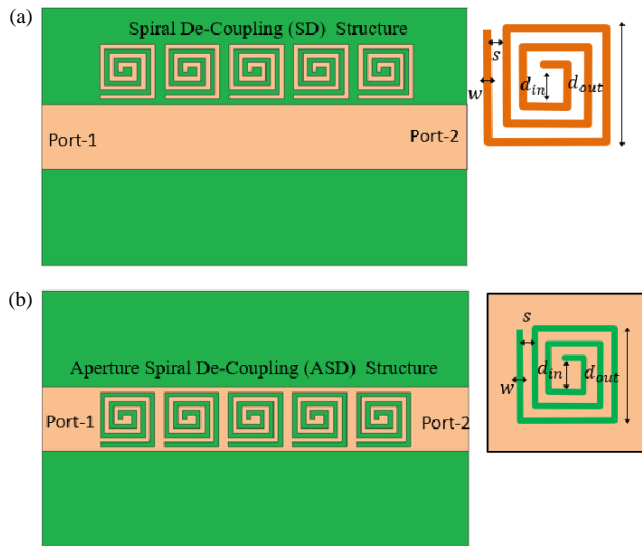 (a)
Spiral De-Coupling (SD) Structure
Port-1
Port-2
s
w
d_in
d_out
(b)
Aperture Spiral De-Coupling (ASD) Structure
Port-1
Port-2
s
w
d_in
d_out